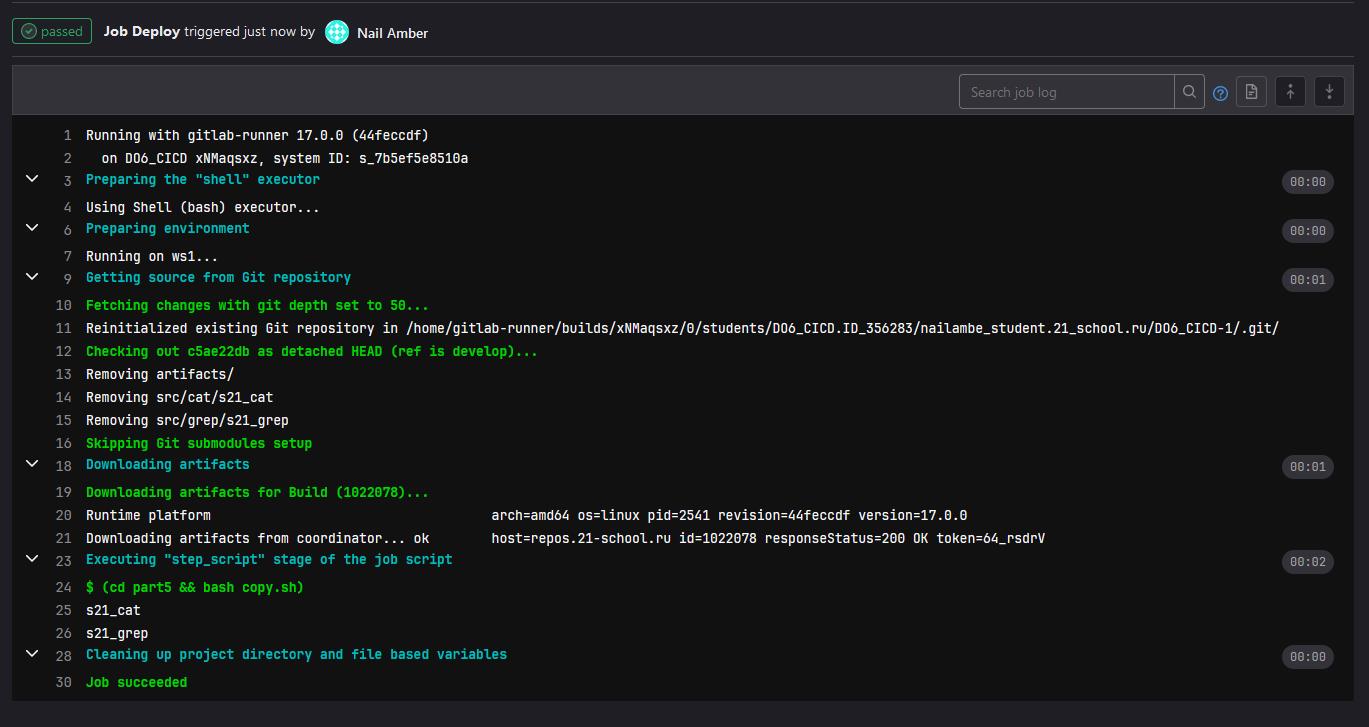 passed Job Deploy triggered just now by Nail Amber
Search job log
1 Running with gitlab-runner 17.0.0 (44feccdf)
2 on DO6_CICD xNMaqsxz, system ID: s_7b5ef5e8510a
3 Preparing the "shell" executor 00:00
4 Using Shell (bash) executor...
6 Preparing environment 00:00
7 Running on ws1...
9 Getting source from Git repository 00:01
10 Fetching changes with git depth set to 50...
11 Reinitialized existing Git repository in /home/gitlab-runner/builds/xNMaqsxz/0/students/DO6_CICD.ID_356283/nailambe_student.21_school.ru/DO6_CICD-1/.git/
12 Checking out c5ae22db as detached HEAD (ref is develop)...
13 Removing artifacts/
14 Removing src/cat/s21_cat
15 Removing src/grep/s21_grep
16 Skipping Git submodules setup
18 Downloading artifacts 00:01
19 Downloading artifacts for Build (1022078)...
20 Runtime platform arch=amd64 os=linux pid=2541 revision=44feccdf version=17.0.0
21 Downloading artifacts from coordinator... ok host=repos.21-school.ru id=1022078 responseStatus=200 OK token=64_rsdrV
23 Executing "step_script" stage of the job script 00:02
24 $ (cd part5 && bash copy.sh)
25 s21_cat
26 s21_grep
28 Cleaning up project directory and file based variables 00:00
30 Job succeeded